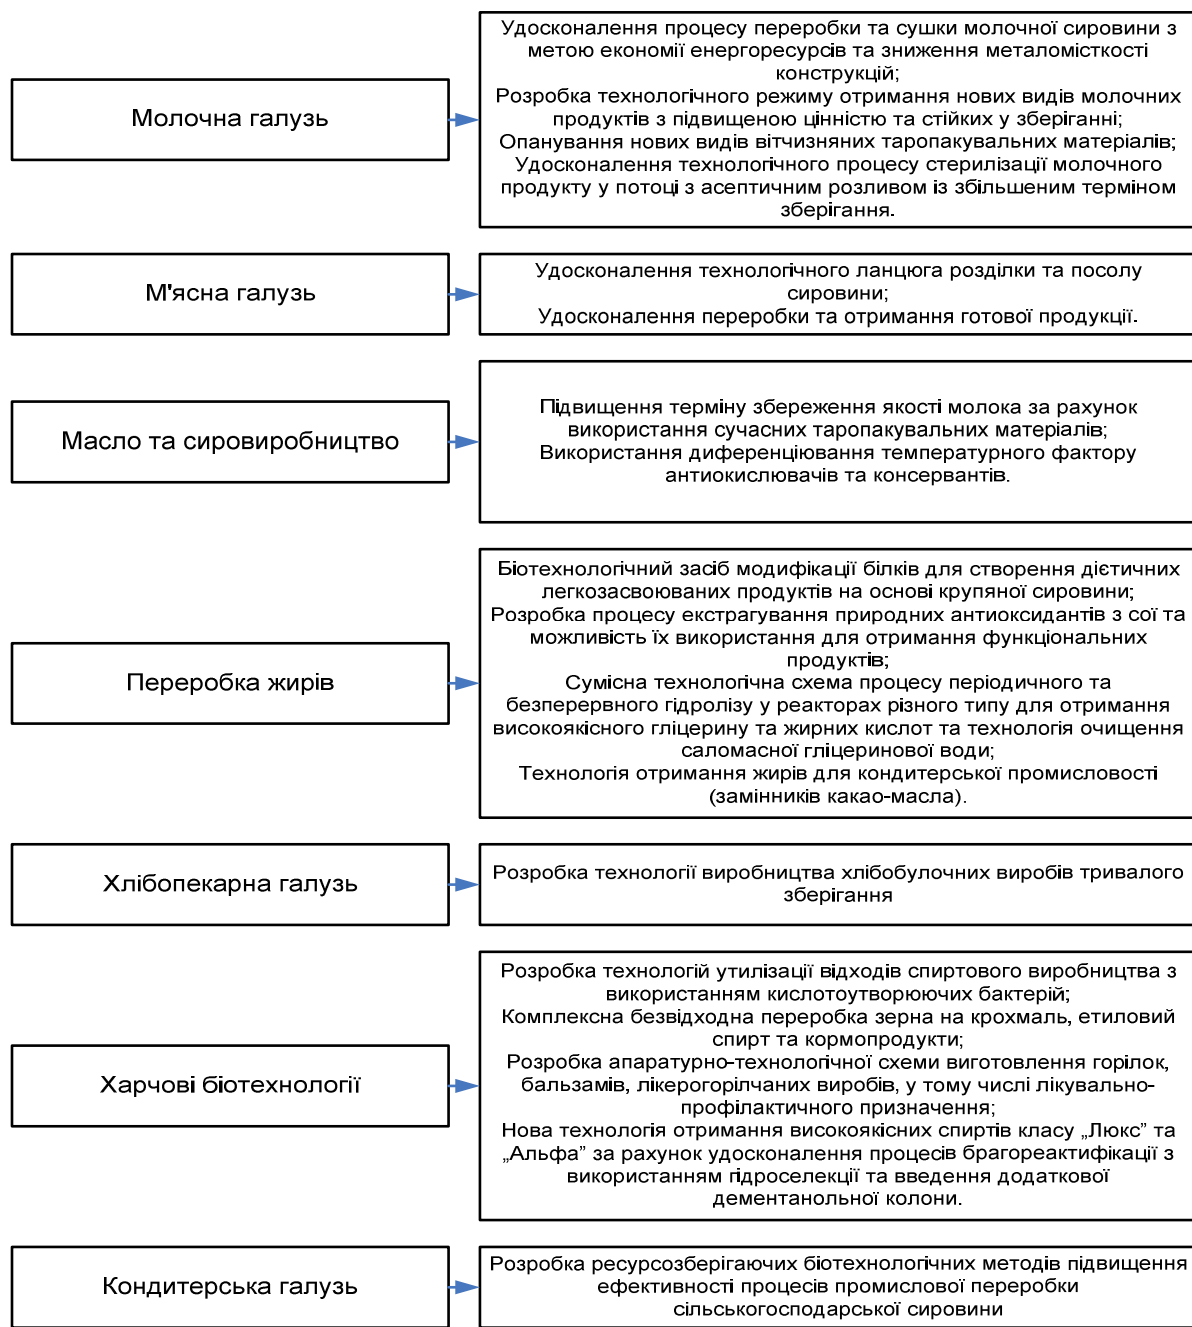 Молочна галузь
Удосконалення процесу переробки та сушки молочної сировини з
метою економії енергоресурсів та зниження металомісткості
конструкцій;
Розробка технологічного режиму отримання нових видів молочних
продуктів з підвищеною цінністю та стійких у зберіганні;
Опанування нових видів вітчизняних таропакувальних матеріалів;
Удосконалення технологічного процесу стерилізації молочного
продукту у потоці з асептичним розливом із збільшеним терміном
зберігання.
М'ясна галузь
Удосконалення технологічного ланцюга розділки та посолу
сировини;
Удосконалення переробки та отримання готової продукції.
Масло та сировиробництво
Підвищення терміну збереження якості молока за рахунок
використання сучасних таропакувальних матеріалів;
Використання диференціювання температурного фактору
антиокислювачів та консервантів.
Переробка жирів
Біотехнологічний засіб модифікації білків для створення дієтичних
легкозасвоюваних продуктів на основі крупяної сировини;
Розробка процесу екстрагування природних антиоксидантів з сої та
можливість їх використання для отримання функціональних
продуктів;
Сумісна технологічна схема процесу періодичного та
безперервного гідролізу у реакторах різного типу для отримання
високоякісного гліцерину та жирних кислот та технологія очищення
саломасної гліцеринової води;
Технологія отримання жирів для кондитерської промисловості
(замінників какао-масла).
Хлібопекарна галузь
Розробка технології виробництва хлібобулочних виробів тривалого
зберігання
Харчові біотехнології
Розробка технологій утилізації відходів спиртового виробництва з
використанням кислотоутворюючих бактерій;
Комплексна безвідходна переробка зерна на крохмаль, етиловий
спирт та кормопродукти;
Розробка апаратурно-технологічної схеми виготовлення горілок,
бальзамів, лікерогорілчаних виробів, у тому числі лікувально-
профілактичного призначення;
Нова технологія отримання високоякісних спиртів класу „Люкс” та
„Альфа” за рахунок удосконалення процесів брагореактифікації з
використанням гідроселекції та введення додаткової
дементанольної колони.
Кондитерська галузь
Розробка ресурсозберігаючих біотехнологічних методів підвищення
ефективності процесів промислової переробки
сільськогосподарської сировини